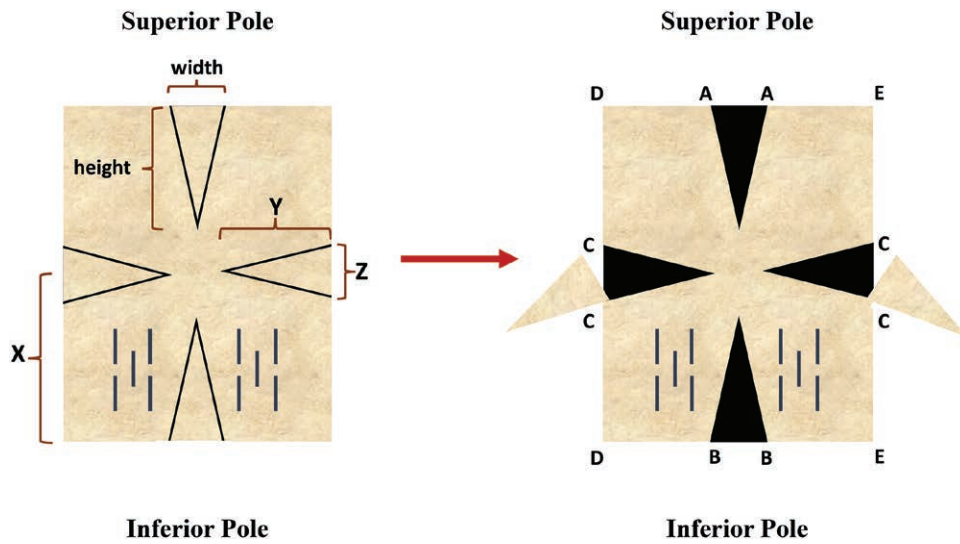 Superior Pole
Superior Pole
width
D A A E
height
Y
C C
Z
X
C C
D B B E
Inferior Pole
Inferior Pole